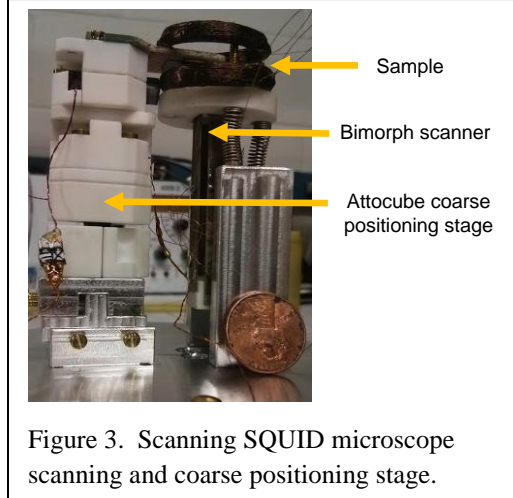 Sample
Bimorph scanner
Attocube coarse
positioning stage
Figure 3.  Scanning SQUID microscope
scanning and coarse positioning stage.